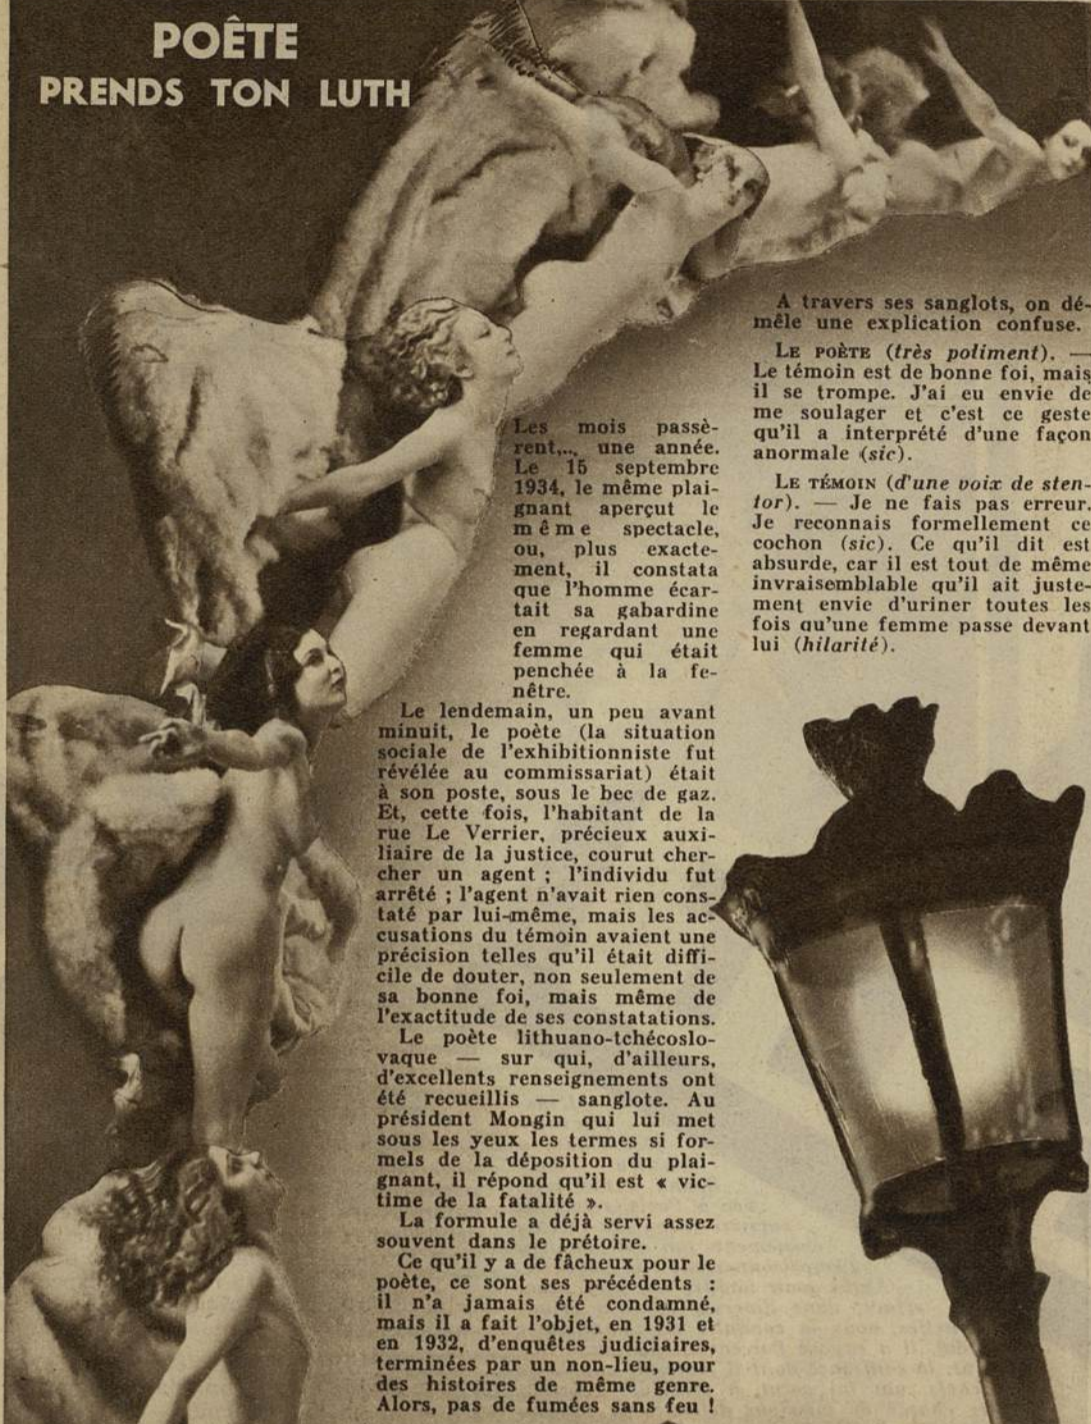 POÊTE
PRENDS TON LUTH
Les mois passè-
rent,.., une année.
Le 15 septembre
1934, le même plai-
gnant aperçut le
même spectacle,
ou, plus exacte-
ment, il constata
que l'homme écar-
tait sa gabardine
en regardant une
femme qui était
penchée à la fe-
nêtre.
Le lendemain, un peu avant
minuit, le poète (la situation
sociale de l'exhibitionniste fut
révélée au commissariat) était
à son poste, sous le bec de gaz.
Et, cette fois, l'habitant de la
rue Le Verrier, précieux auxi-
liaire de la justice, courut cher-
cher un agent ; l'individu fut
arrêté ; l'agent n'avait rien cons-
taté par lui-même, mais les ac-
cusations du témoin avaient une
précision telles qu'il était diffi-
cile de douter, non seulement de
sa bonne foi, mais même de
l'exactitude de ses constatations.
Le poète lithuano-tchécoslo-
vaque — sur qui, d'ailleurs,
d'excellents renseignements ont
été recueillis — sanglote. Au
président Mongin qui lui met
sous les yeux les termes si for-
mels de la déposition du plai-
gnant, il répond qu'il est « vic-
time de la fatalité ».
La formule a déjà servi assez
souvent dans le prétoire.
Ce qu'il y a de fâcheux pour le
poète, ce sont ses précédents :
il n'a jamais été condamné,
mais il a fait l'objet, en 1931 et
en 1932, d'enquêtes judiciaires,
terminées par un non-lieu, pour
des histoires de même genre.
Alors, pas de fumées sans feu !
A travers ses sanglots, on dé-
mêle une explication confuse.
LE POÈTE (très poliment). —
Le témoin est de bonne foi, mais
il se trompe. J'ai eu envie de
me soulager et c'est ce geste
qu'il a interprété d'une façon
anormale (sic).
LE TÉMOIN (d'une voix de sten-
tor). — Je ne fais pas erreur.
Je reconnais formellement ce
cochon (sic). Ce qu'il dit est
absurde, car il est tout de même
invraisemblable qu'il ait juste-
ment envie d'uriner toutes les
fois qu'une femme passe devant
lui (hilarité).